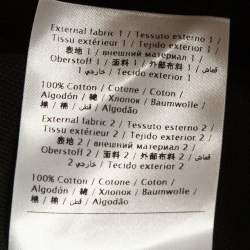 External fabric 1 / Tessuto esterno 1 /
Tissu extérieur 1 / Tejido exterior 1 /
表地 1 / внешний материал 1 /
Oberstoff 1 / 面料 1 / 外部布料 1 / قماش
خارجي 1 / Tecido exterior 1
100% Cotton / Cotone / Coton /
Algodón / 綿 / Хлопок / Baumwolle /
棉 / 棉 / قطن / Algodão
External fabric 2 / Tessuto esterno 2 /
Tissu extérieur 2 / Tejido exterior 2 /
表地 2 / внешний материал 2 /
Oberstoff 2 / 面料 2 / 外部布料 2 / قماش
خارجي 2 / Tecido exterior 2
100% Cotton / Cotone / Coton /
Algodón / 綿 / Хлопок / Baumwolle /
棉 / 棉 / قطن / Algodão